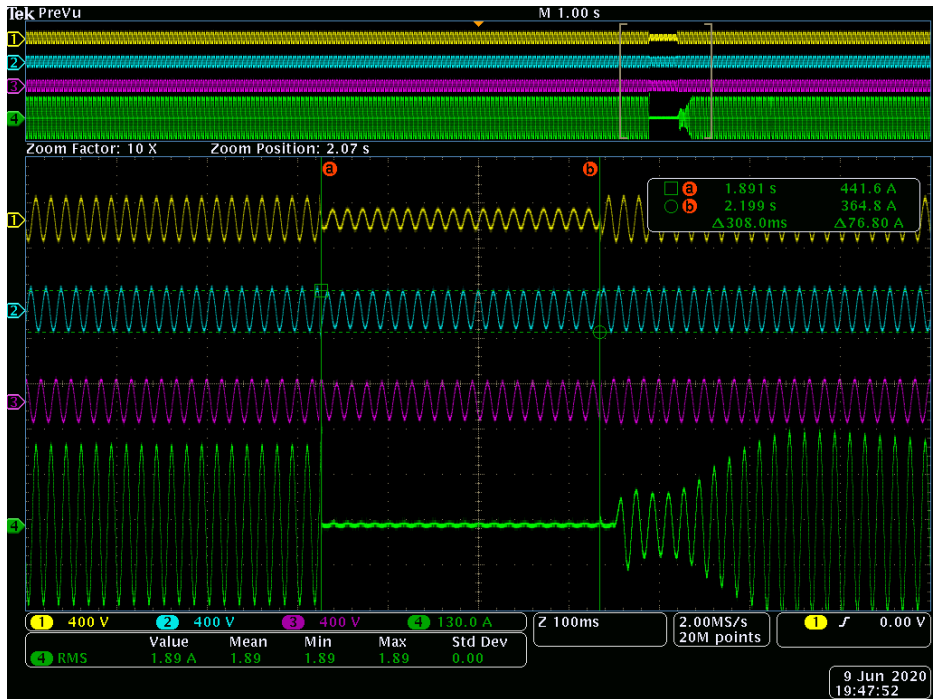 Tek PreVu M 1.00 s
1
2
3
4
Zoom Factor: 10 X Zoom Position: 2.07 s
a b
a 1.891 s 441.6 A
b 2.199 s 364.8 A
△308.0ms △76.80 A
1
2
3
4
1 400 V 2 400 V 3 400 V 4 130.0 A Z 100ms 2.00MS/s 1 0.00 V
20M points
Value Mean Min Max Std Dev
4 RMS 1.89 A 1.89 1.89 1.89 0.00
9 Jun 2020
19:47:52